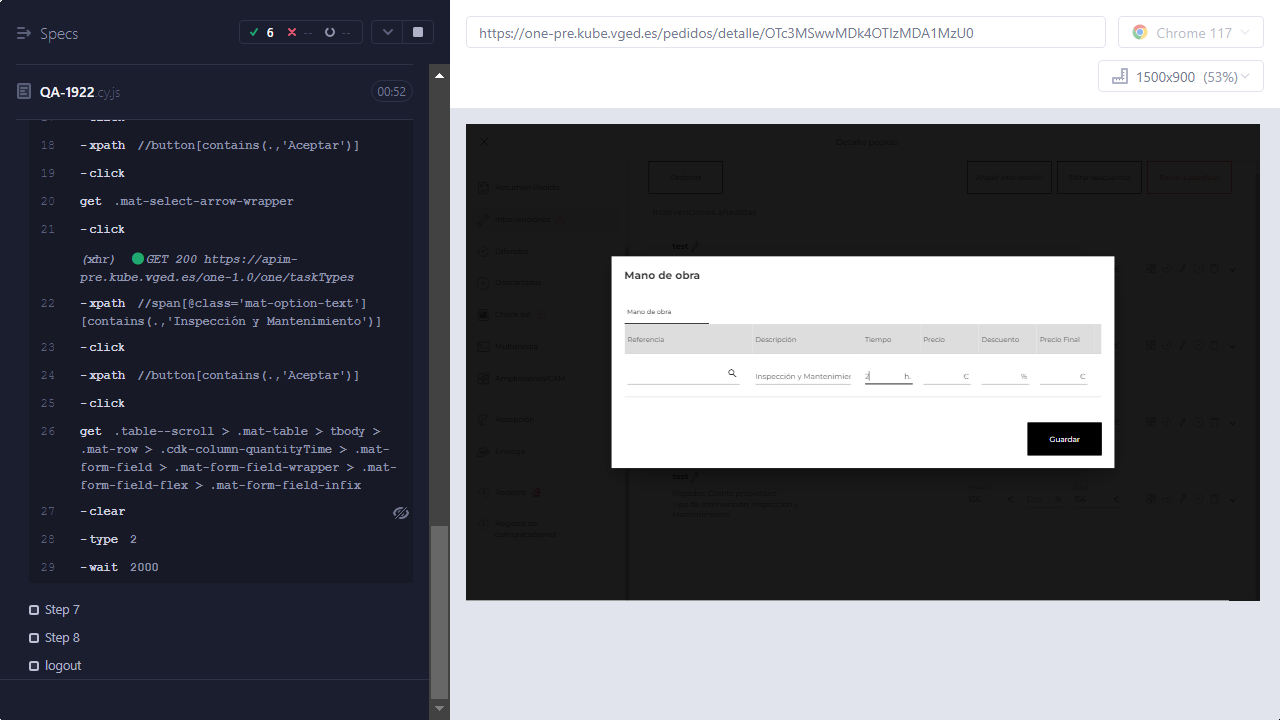 Specs
6
--
--
https://one-pre.kube.vged.es/pedidos/detalle/OTc3MSwwMDk4OTIzMDA1MzU0
Chrome 117
1500x900 (53%)
QA-1922.cy.js
00:52
18 -xpath //button[contains(.,'Aceptar')]
19 -click
20 get .mat-select-arrow-wrapper
21 -click
(xhr) GET 200 https://apim-
pre.kube.vged.es/one-1.0/one/taskTypes
22 -xpath //span[@class='mat-option-text']
[contains(.,'Inspección y Mantenimiento')]
23 -click
24 -xpath //button[contains(.,'Aceptar')]
25 -click
26 get .table--scroll > .mat-table > tbody >
.mat-row > .cdk-column-quantityTime > .mat-
form-field > .mat-form-field-wrapper > .mat-
form-field-flex > .mat-form-field-infix
27 -clear
28 -type 2
29 -wait 2000
Step 7
Step 8
logout
Detalle pedido
Intervenciones
test
Mano de obra
Mano de obra
Referencia Descripción Tiempo Precio Descuento Precio Final
Inspección y Mantenimier 2 h. € % €
Guardar
test